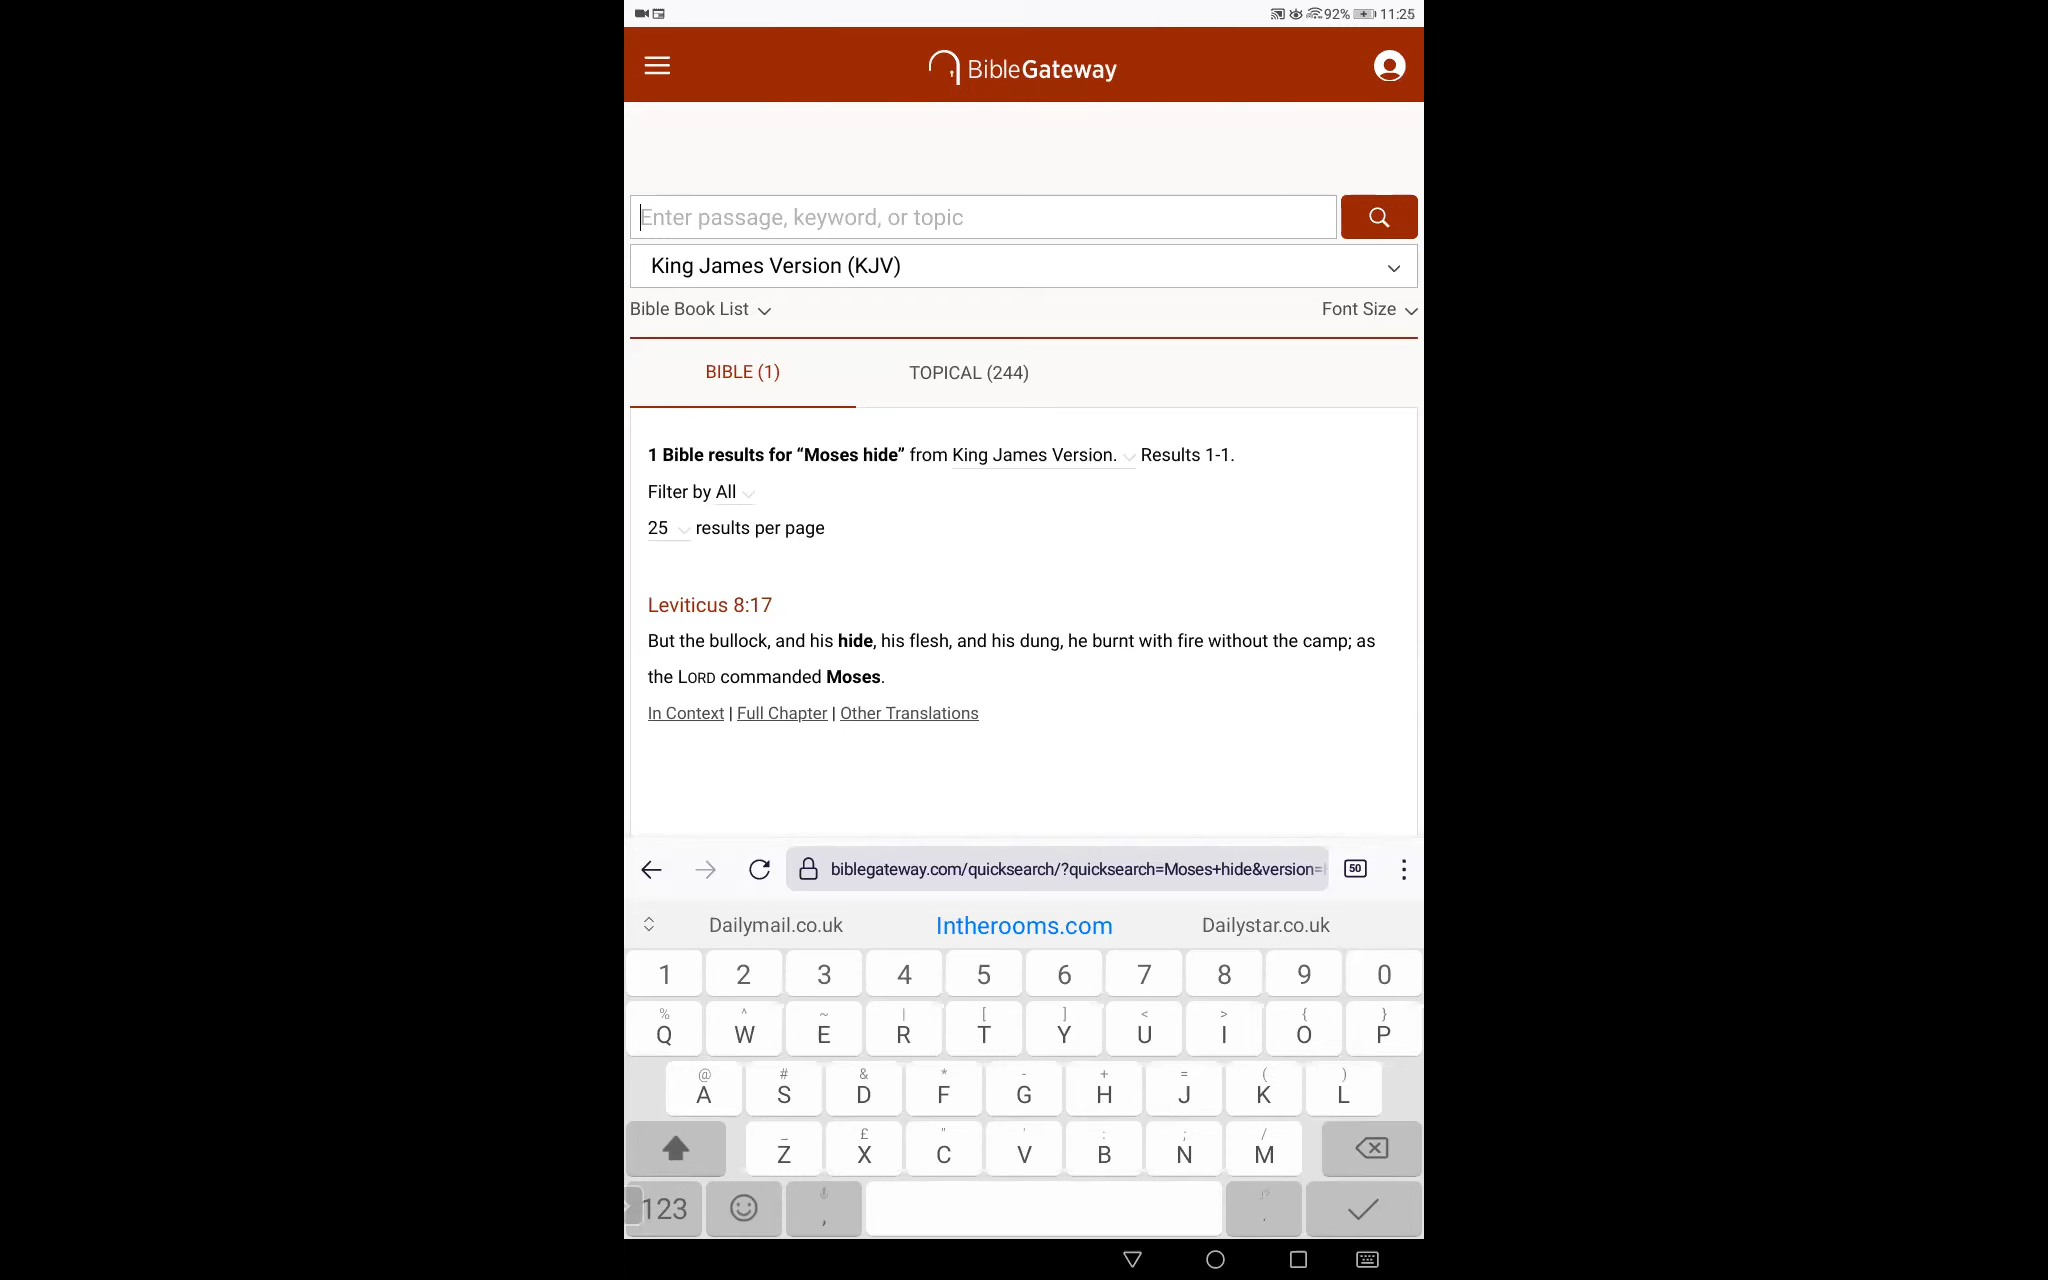 92% 11:25
BibleGateway
Enter passage, keyword, or topic
King James Version (KJV)
Bible Book List Font Size
BIBLE (1) TOPICAL (244)
1 Bible results for “Moses hide” from King James Version. Results 1-1.
Filter by All
25 results per page
Leviticus 8:17
But the bullock, and his hide, his flesh, and his dung, he burnt with fire without the camp; as
the LORD commanded Moses.
In Context | Full Chapter | Other Translations
biblegateway.com/quicksearch/?quicksearch=Moses+hide&version= 50
Dailymail.co.uk Intherooms.com Dailystar.co.uk
1 2 3 4 5 6 7 8 9 0
% ^ ~ | [ ] < > { }
Q W E R T Y U I O P
@ # & * - + = ( )
A S D F G H J K L
_ £ " ' : ; /
Z X C V B N M
123 , .